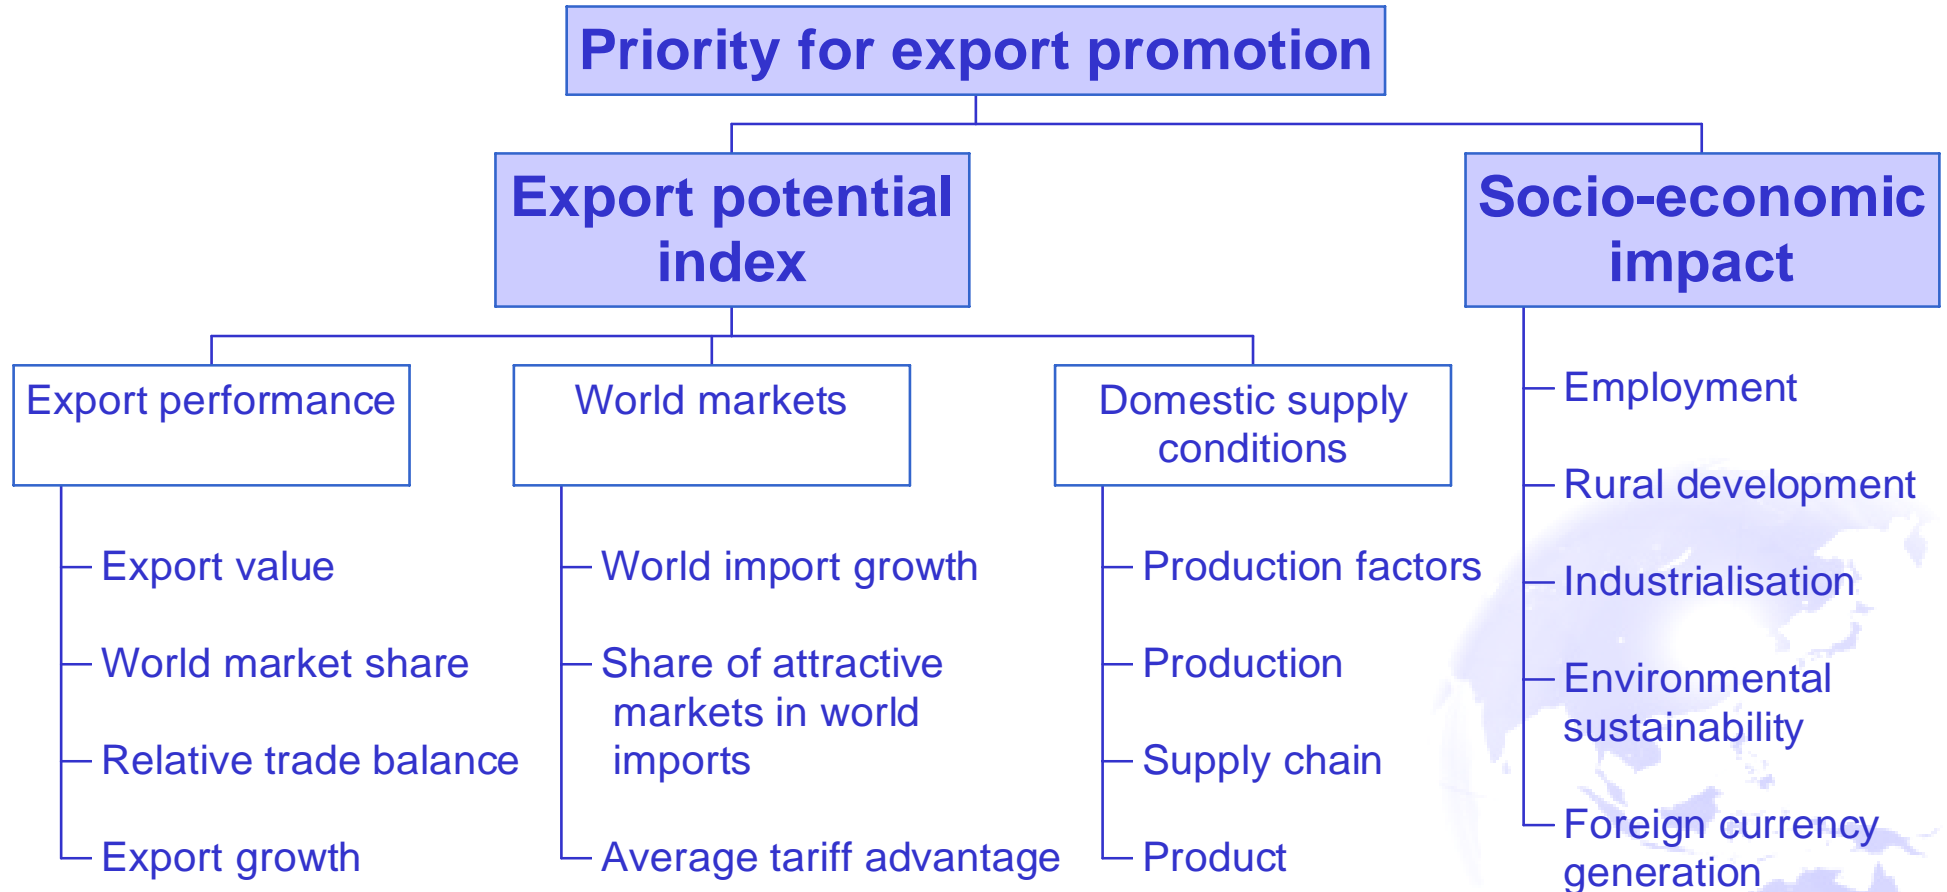 Priority for export promotion
Export potential
index
Socio-economic
impact
Export performance
World markets
Domestic supply
conditions
Export value
World market share
Relative trade balance
Export growth
World import growth
Share of attractive
markets in world
imports
Average tariff advantage
Production factors
Production
Supply chain
Product
Employment
Rural development
Industrialisation
Environmental
sustainability
Foreign currency
generation